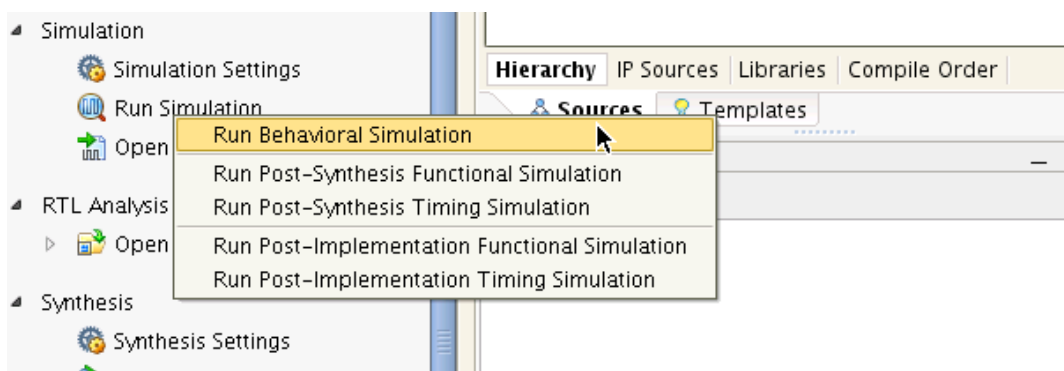 Simulation
Simulation Settings
Run Simulation
Open
RTL Analysis
Open
Synthesis
Synthesis Settings
Run Behavioral Simulation
Run Post-Synthesis Functional Simulation
Run Post-Synthesis Timing Simulation
Run Post-Implementation Functional Simulation
Run Post-Implementation Timing Simulation
Hierarchy IP Sources Libraries Compile Order
Sources Templates